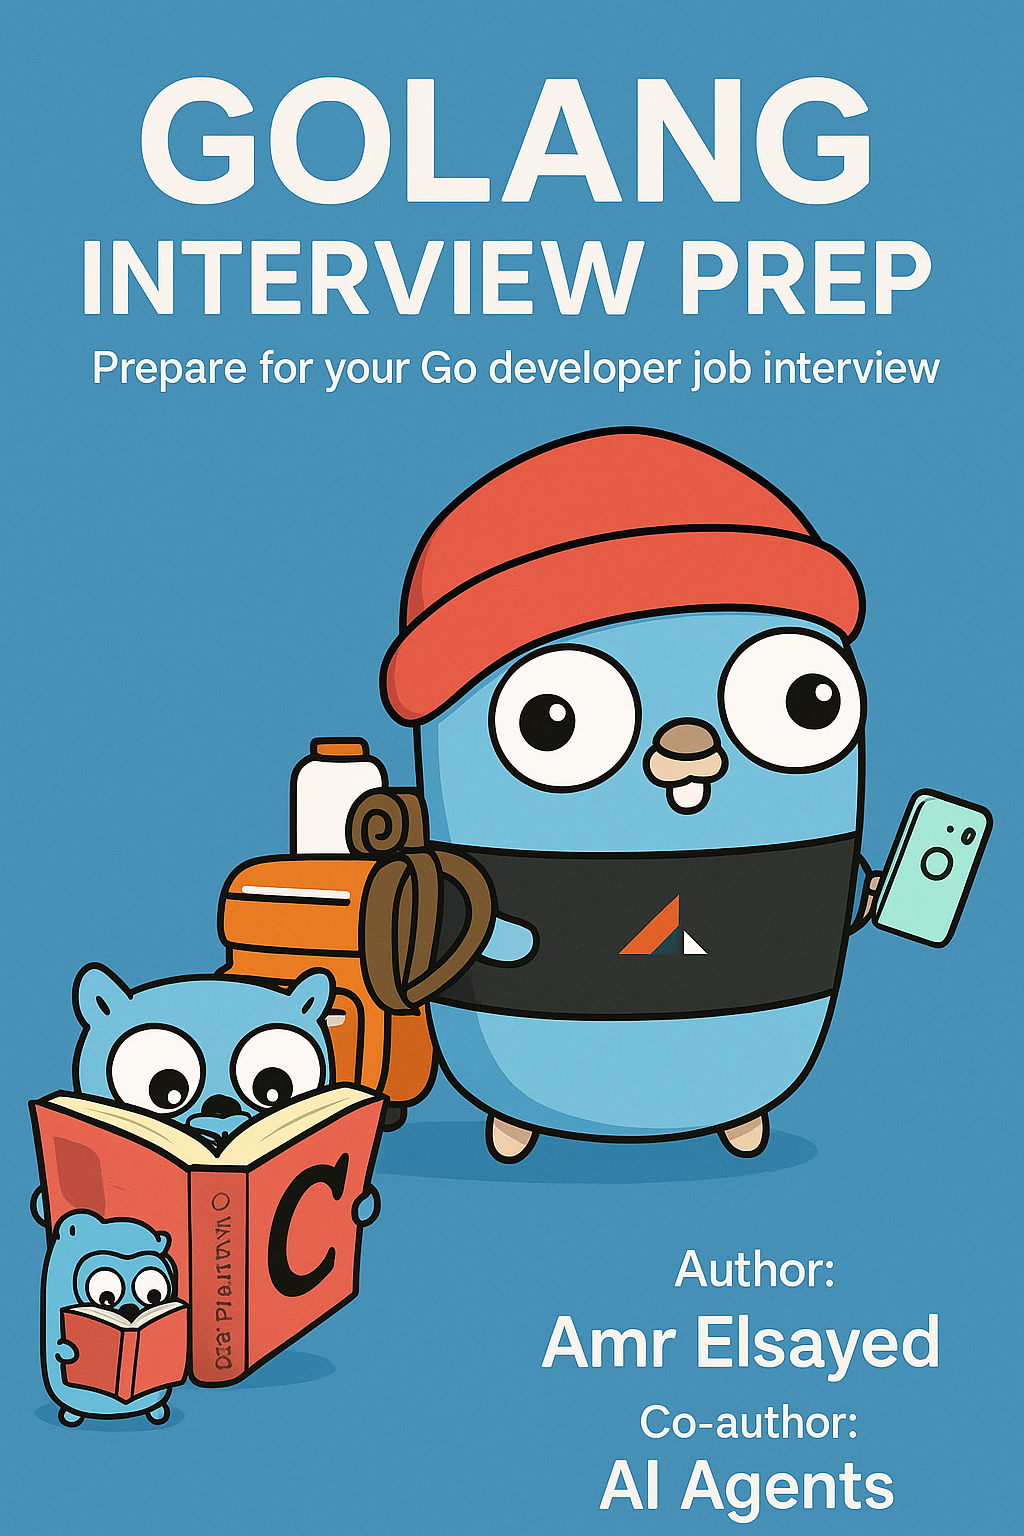 GOLANG
INTERVIEW PREP
Prepare for your Go developer job interview
C
Author:
Amr Elsayed
Co-author:
AI Agents